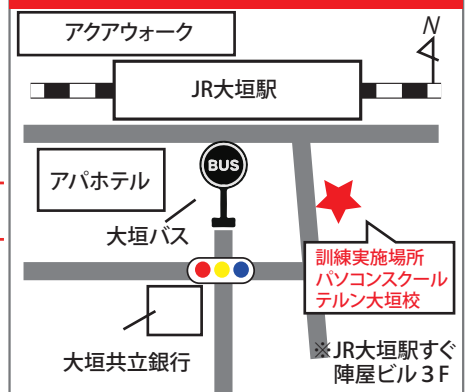 アクアウォーク
N
JR大垣駅
BUS
アパホテル
大垣バス
訓練実施場所
パソコンスクール
テルン大垣校
大垣共立銀行
※JR大垣駅すぐ
陣屋ビル３F